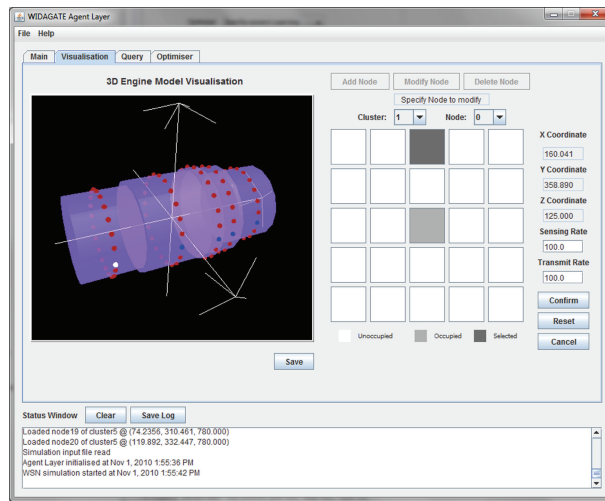 WIDAGATE Agent Layer
File Help
Main Visualisation Query Optimiser
3D Engine Model Visualisation
Add Node Modify Node Delete Node
Specify Node to modify
Cluster: 1 Node: 0
X Coordinate
160.041
Y Coordinate
358.890
Z Coordinate
125.000
Sensing Rate
100.0
Transmit Rate
100.0
Confirm
Reset
Cancel
Unoccupied Occupied Selected
Save
Status Window Clear Save Log
Loaded node19 of cluster5 @ (74.2356, 310.461, 780.000)
Loaded node20 of cluster5 @ (119.892, 332.447, 780.000)
Simulation input file read
Agent Layer initialised at Nov 1, 2010 1:55:36 PM
WSN simulation started at Nov 1, 2010 1:55:42 PM